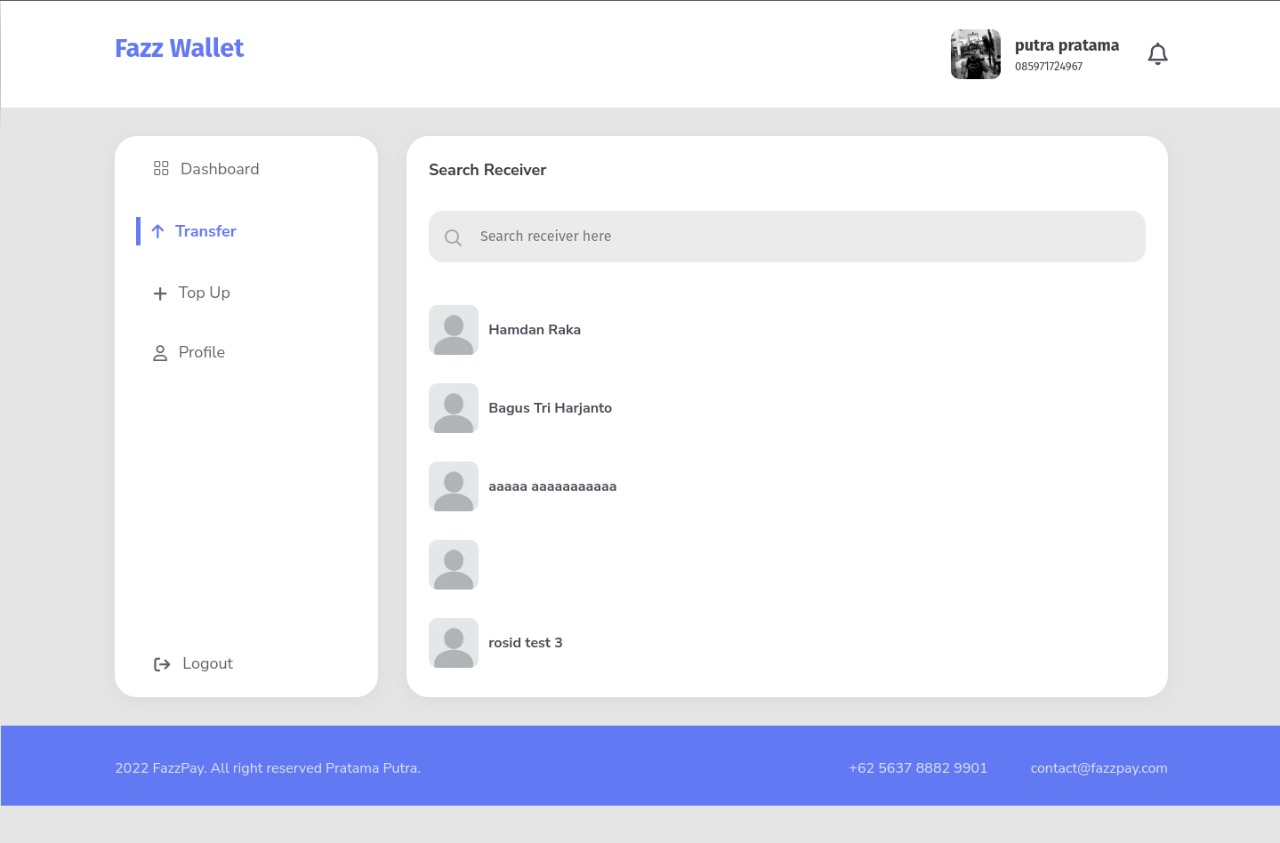 Fazz Wallet
putra pratama
085971724967
Dashboard
Transfer
Top Up
Profile
Logout
Search Receiver
Search receiver here
Hamdan Raka
Bagus Tri Harjanto
aaaaa aaaaaaaaaaa
rosid test 3
2022 FazzPay. All right reserved Pratama Putra.
+62 5637 8882 9901
contact@fazzpay.com